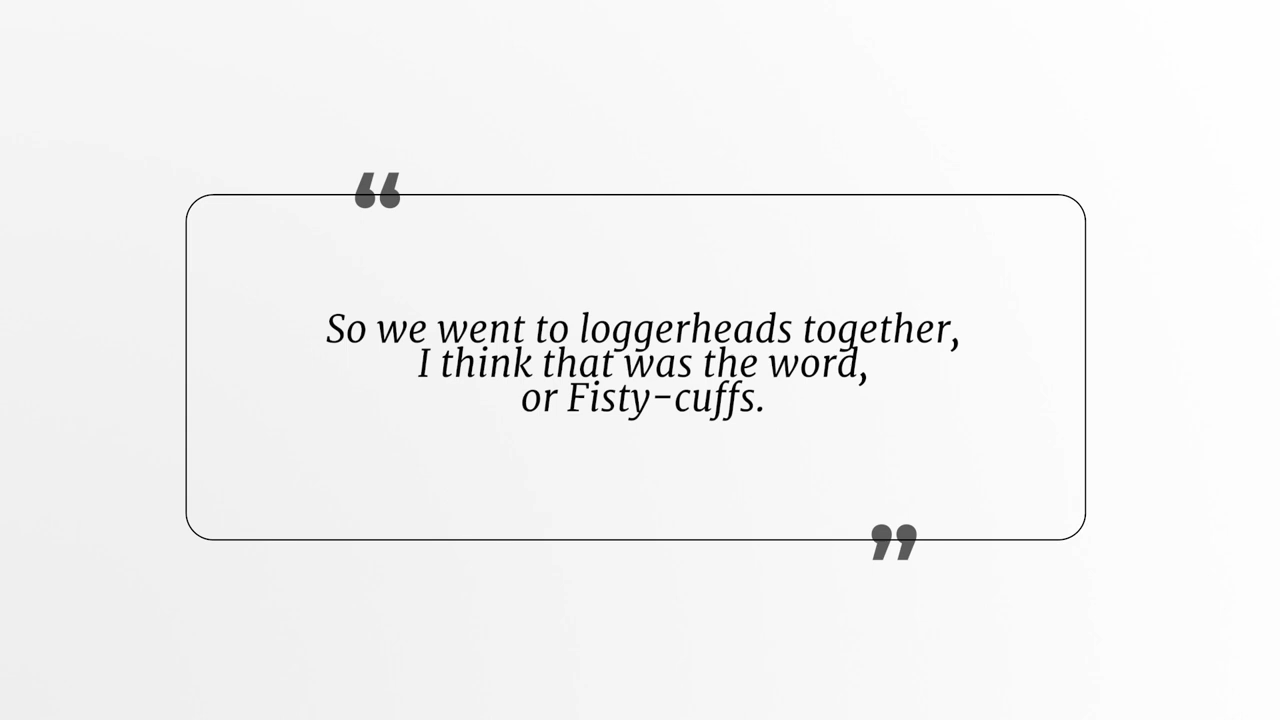 “
So we went to loggerheads together,
I think that was the word,
or Fisty-cuffs.
”